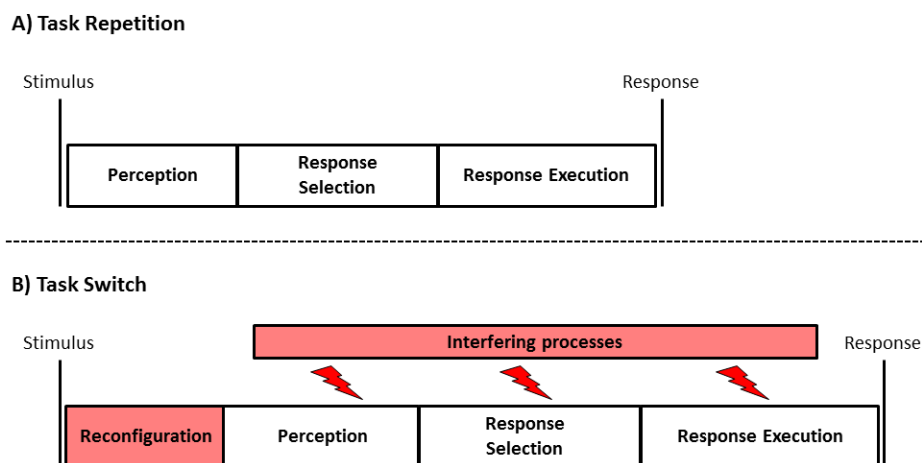 A) Task Repetition
Stimulus
Response
Perception
Response
Selection
Response Execution
B) Task Switch
Stimulus
Interfering processes
Response
Reconfiguration
Perception
Response
Selection
Response Execution